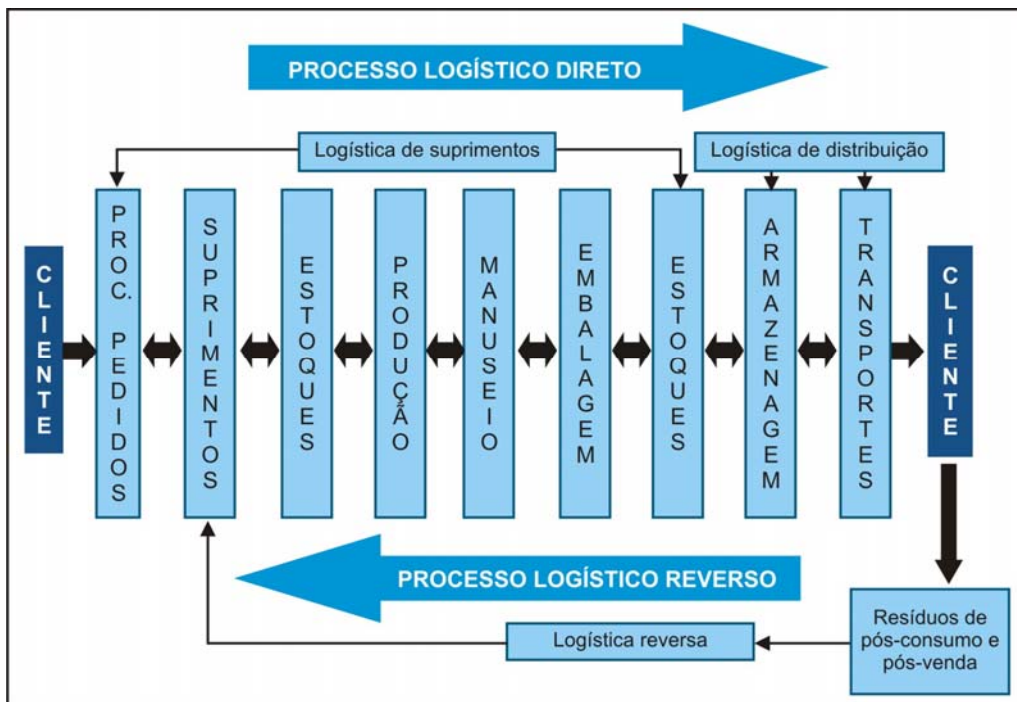 PROCESSO LOGÍSTICO DIRETO
Logística de suprimentos
Logística de distribuição
CLIENTE
PROC. PEDIDOS
SUPRIMENTOS
ESTOQUES
PRODUÇÃO
MANUSEIO
EMBALAGEM
ESTOQUES
ARMAZENAGEM
TRANSPORTES
CLIENTE
PROCESSO LOGÍSTICO REVERSO
Logística reversa
Resíduos de
pós-consumo e
pós-venda